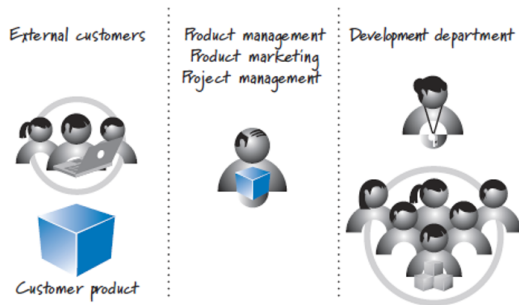 External customers
Product management
Product marketing
Project management
Development department
Customer product